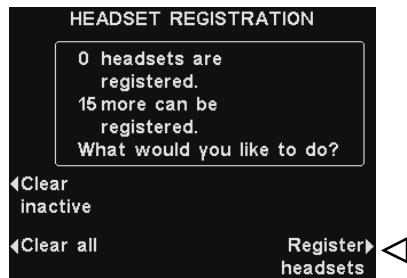 HEADSET REGISTRATION
0 headsets are
registered.
15 more can be
registered.
What would you like to do?
◀Clear
inactive
◀Clear all
Register▶
headsets